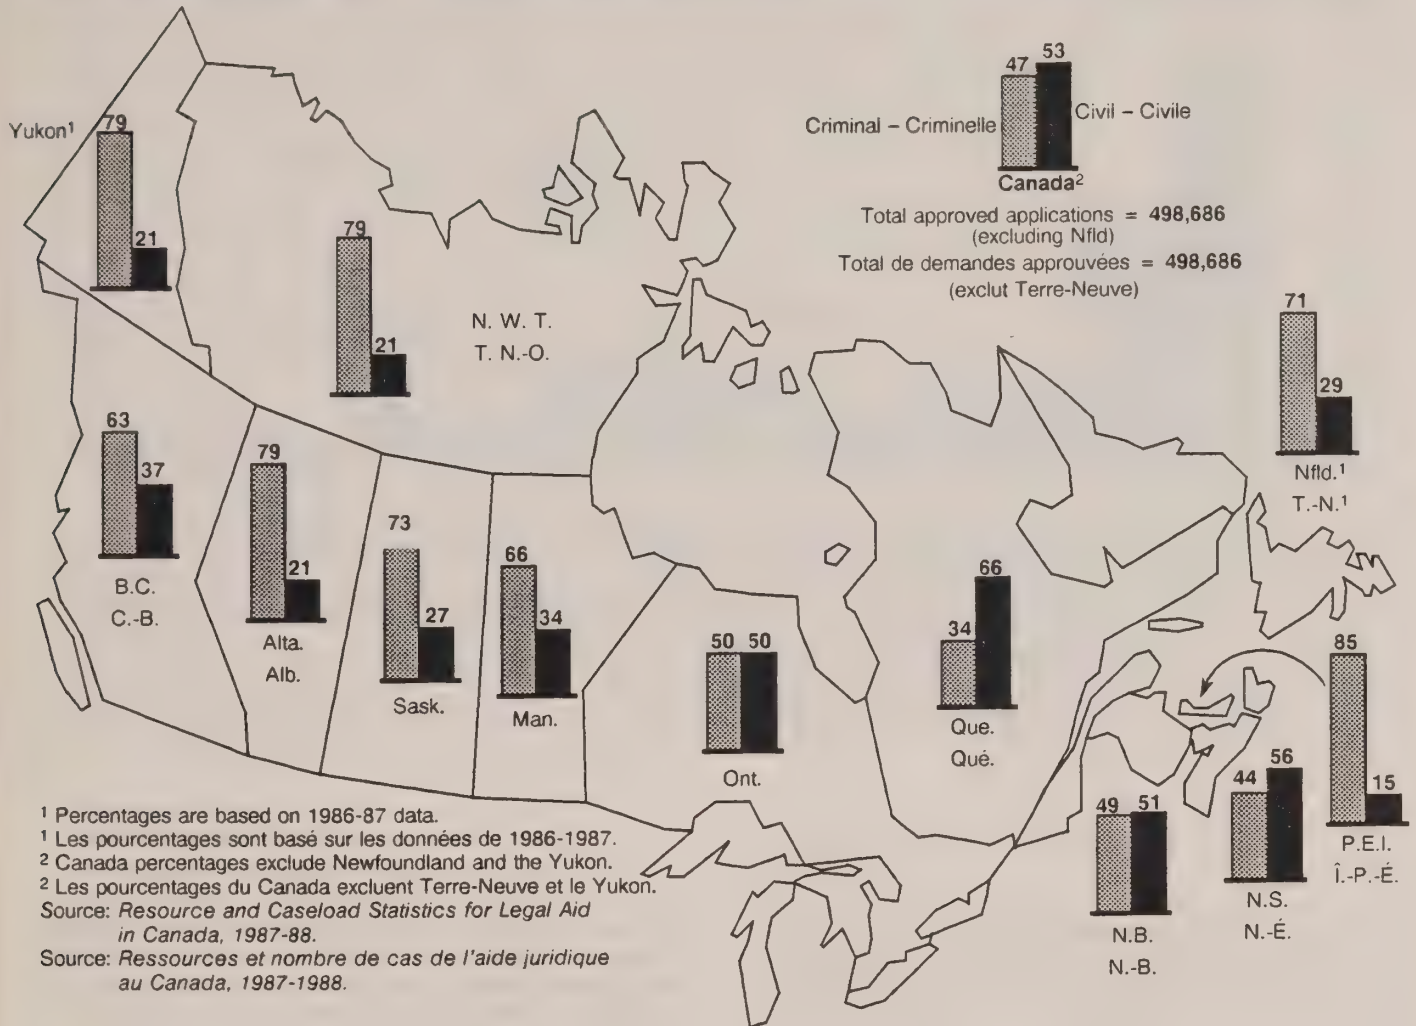 47 53
Criminal – Criminelle
Civil – Civile
Canada²
Total approved applications = 498,686
(excluding Nfld)
Total de demandes approuvées = 498,686
(exclut Terre-Neuve)
Yukon¹
79
21
79
21
N. W. T.
T. N.-O.
71
29
Nfld.¹
T.-N.¹
63
37
B.C.
C.-B.
79
21
Alta.
Alb.
73
27
Sask.
66
34
Man.
50 50
Ont.
34
66
Que.
Qué.
49 51
N.B.
N.-B.
44
56
N.S.
N.-É.
85
15
P.E.I.
Î.-P.-É.
¹ Percentages are based on 1986-87 data.
¹ Les pourcentages sont basé sur les données de 1986-1987.
² Canada percentages exclude Newfoundland and the Yukon.
² Les pourcentages du Canada excluent Terre-Neuve et le Yukon.
Source: Resource and Caseload Statistics for Legal Aid
in Canada, 1987-88.
Source: Ressources et nombre de cas de l'aide juridique
au Canada, 1987-1988.